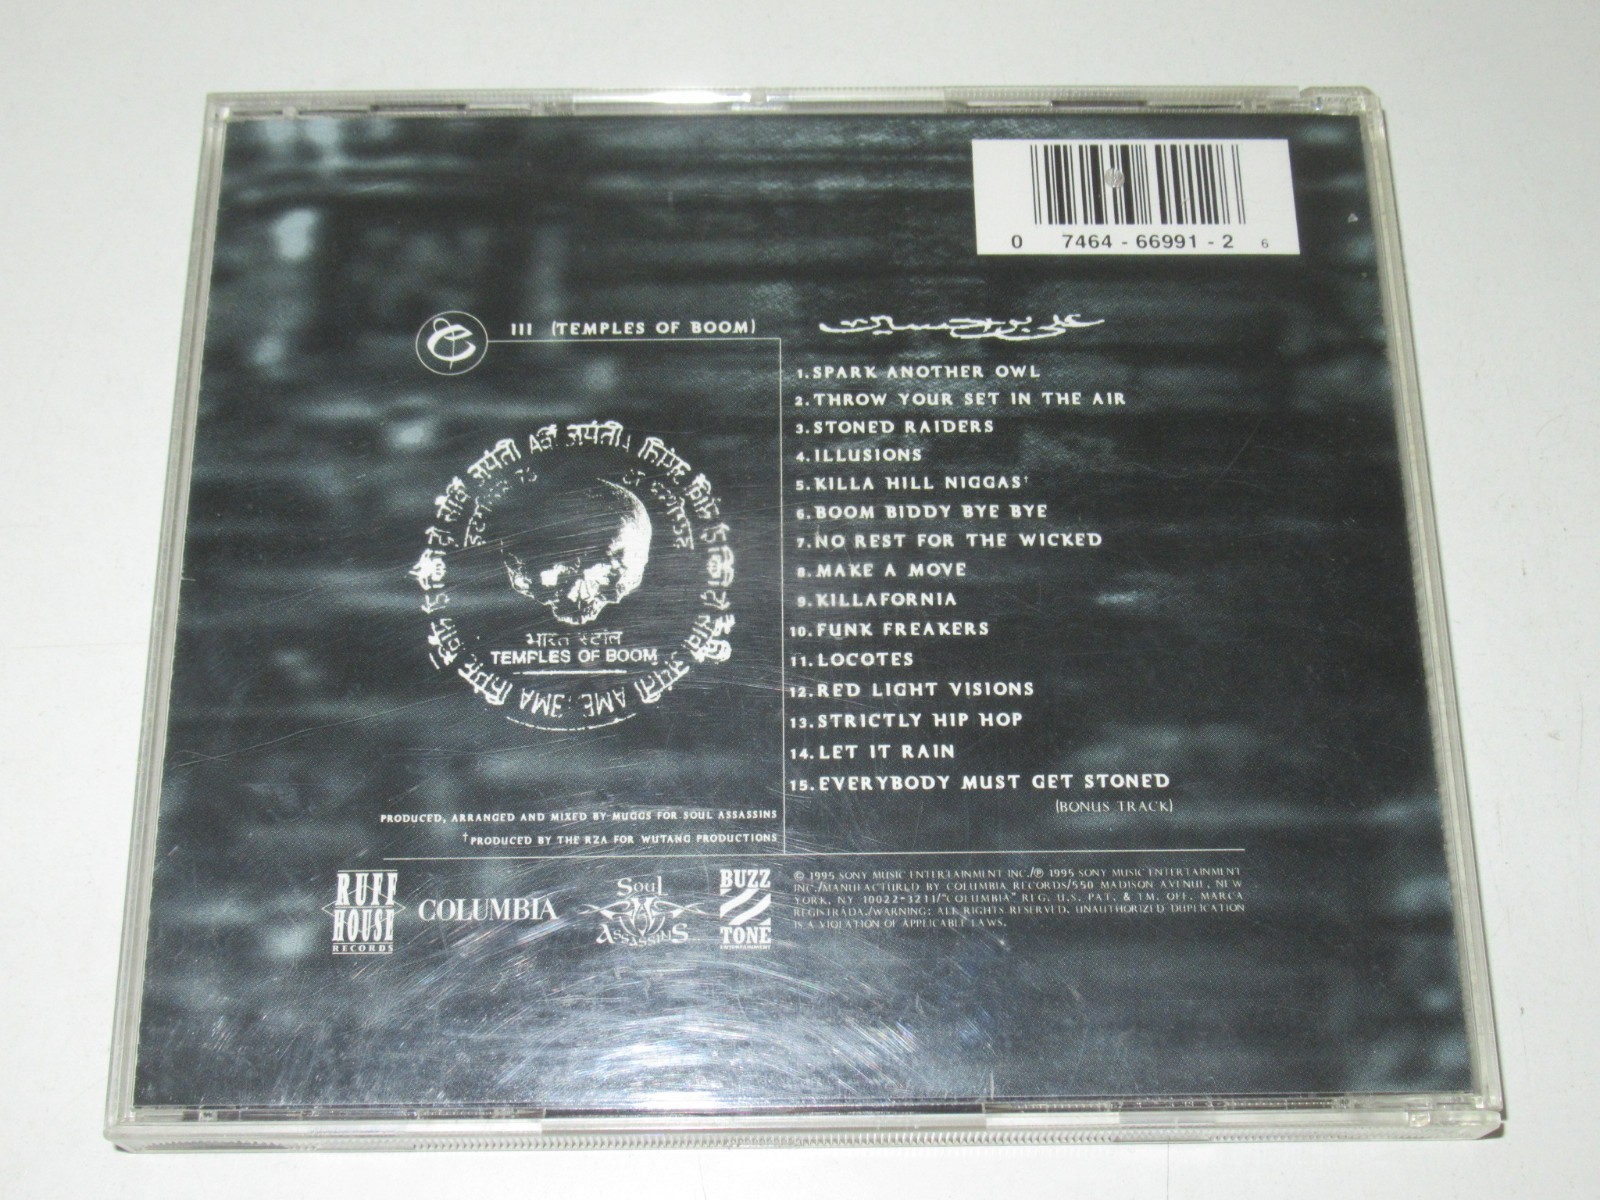 0 7464 - 66991 - 2 6
III (TEMPLES OF BOOM)
1. SPARK ANOTHER OWL
2. THROW YOUR SET IN THE AIR
3. STONED RAIDERS
4. ILLUSIONS
5. KILLA HILL NIGGAS†
6. BOOM BIDDY BYE BYE
7. NO REST FOR THE WICKED
8. MAKE A MOVE
9. KILLAFORNIA
10. FUNK FREAKERS
11. LOCOTES
12. RED LIGHT VISIONS
13. STRICTLY HIP HOP
14. LET IT RAIN
15. EVERYBODY MUST GET STONED
(BONUS TRACK)
भारत स्टील
TEMPLES OF BOOM
PRODUCED, ARRANGED AND MIXED BY MUGGS FOR SOUL ASSASSINS
†PRODUCED BY THE RZA FOR WUTANG PRODUCTIONS
RUFF
HOUSE
RECORDS
COLUMBIA
SOUL
ASSASSINS
BUZZ
TONE
ENTERTAINMENT
© 1995 SONY MUSIC ENTERTAINMENT INC./℗ 1995 SONY MUSIC ENTERTAINMENT
INC./MANUFACTURED BY COLUMBIA RECORDS/550 MADISON AVENUE, NEW
YORK, NY 10022-3211/"COLUMBIA" REG. U.S. PAT. & TM. OFF. MARCA
REGISTRADA./WARNING: ALL RIGHTS RESERVED. UNAUTHORIZED DUPLICATION
IS A VIOLATION OF APPLICABLE LAWS.